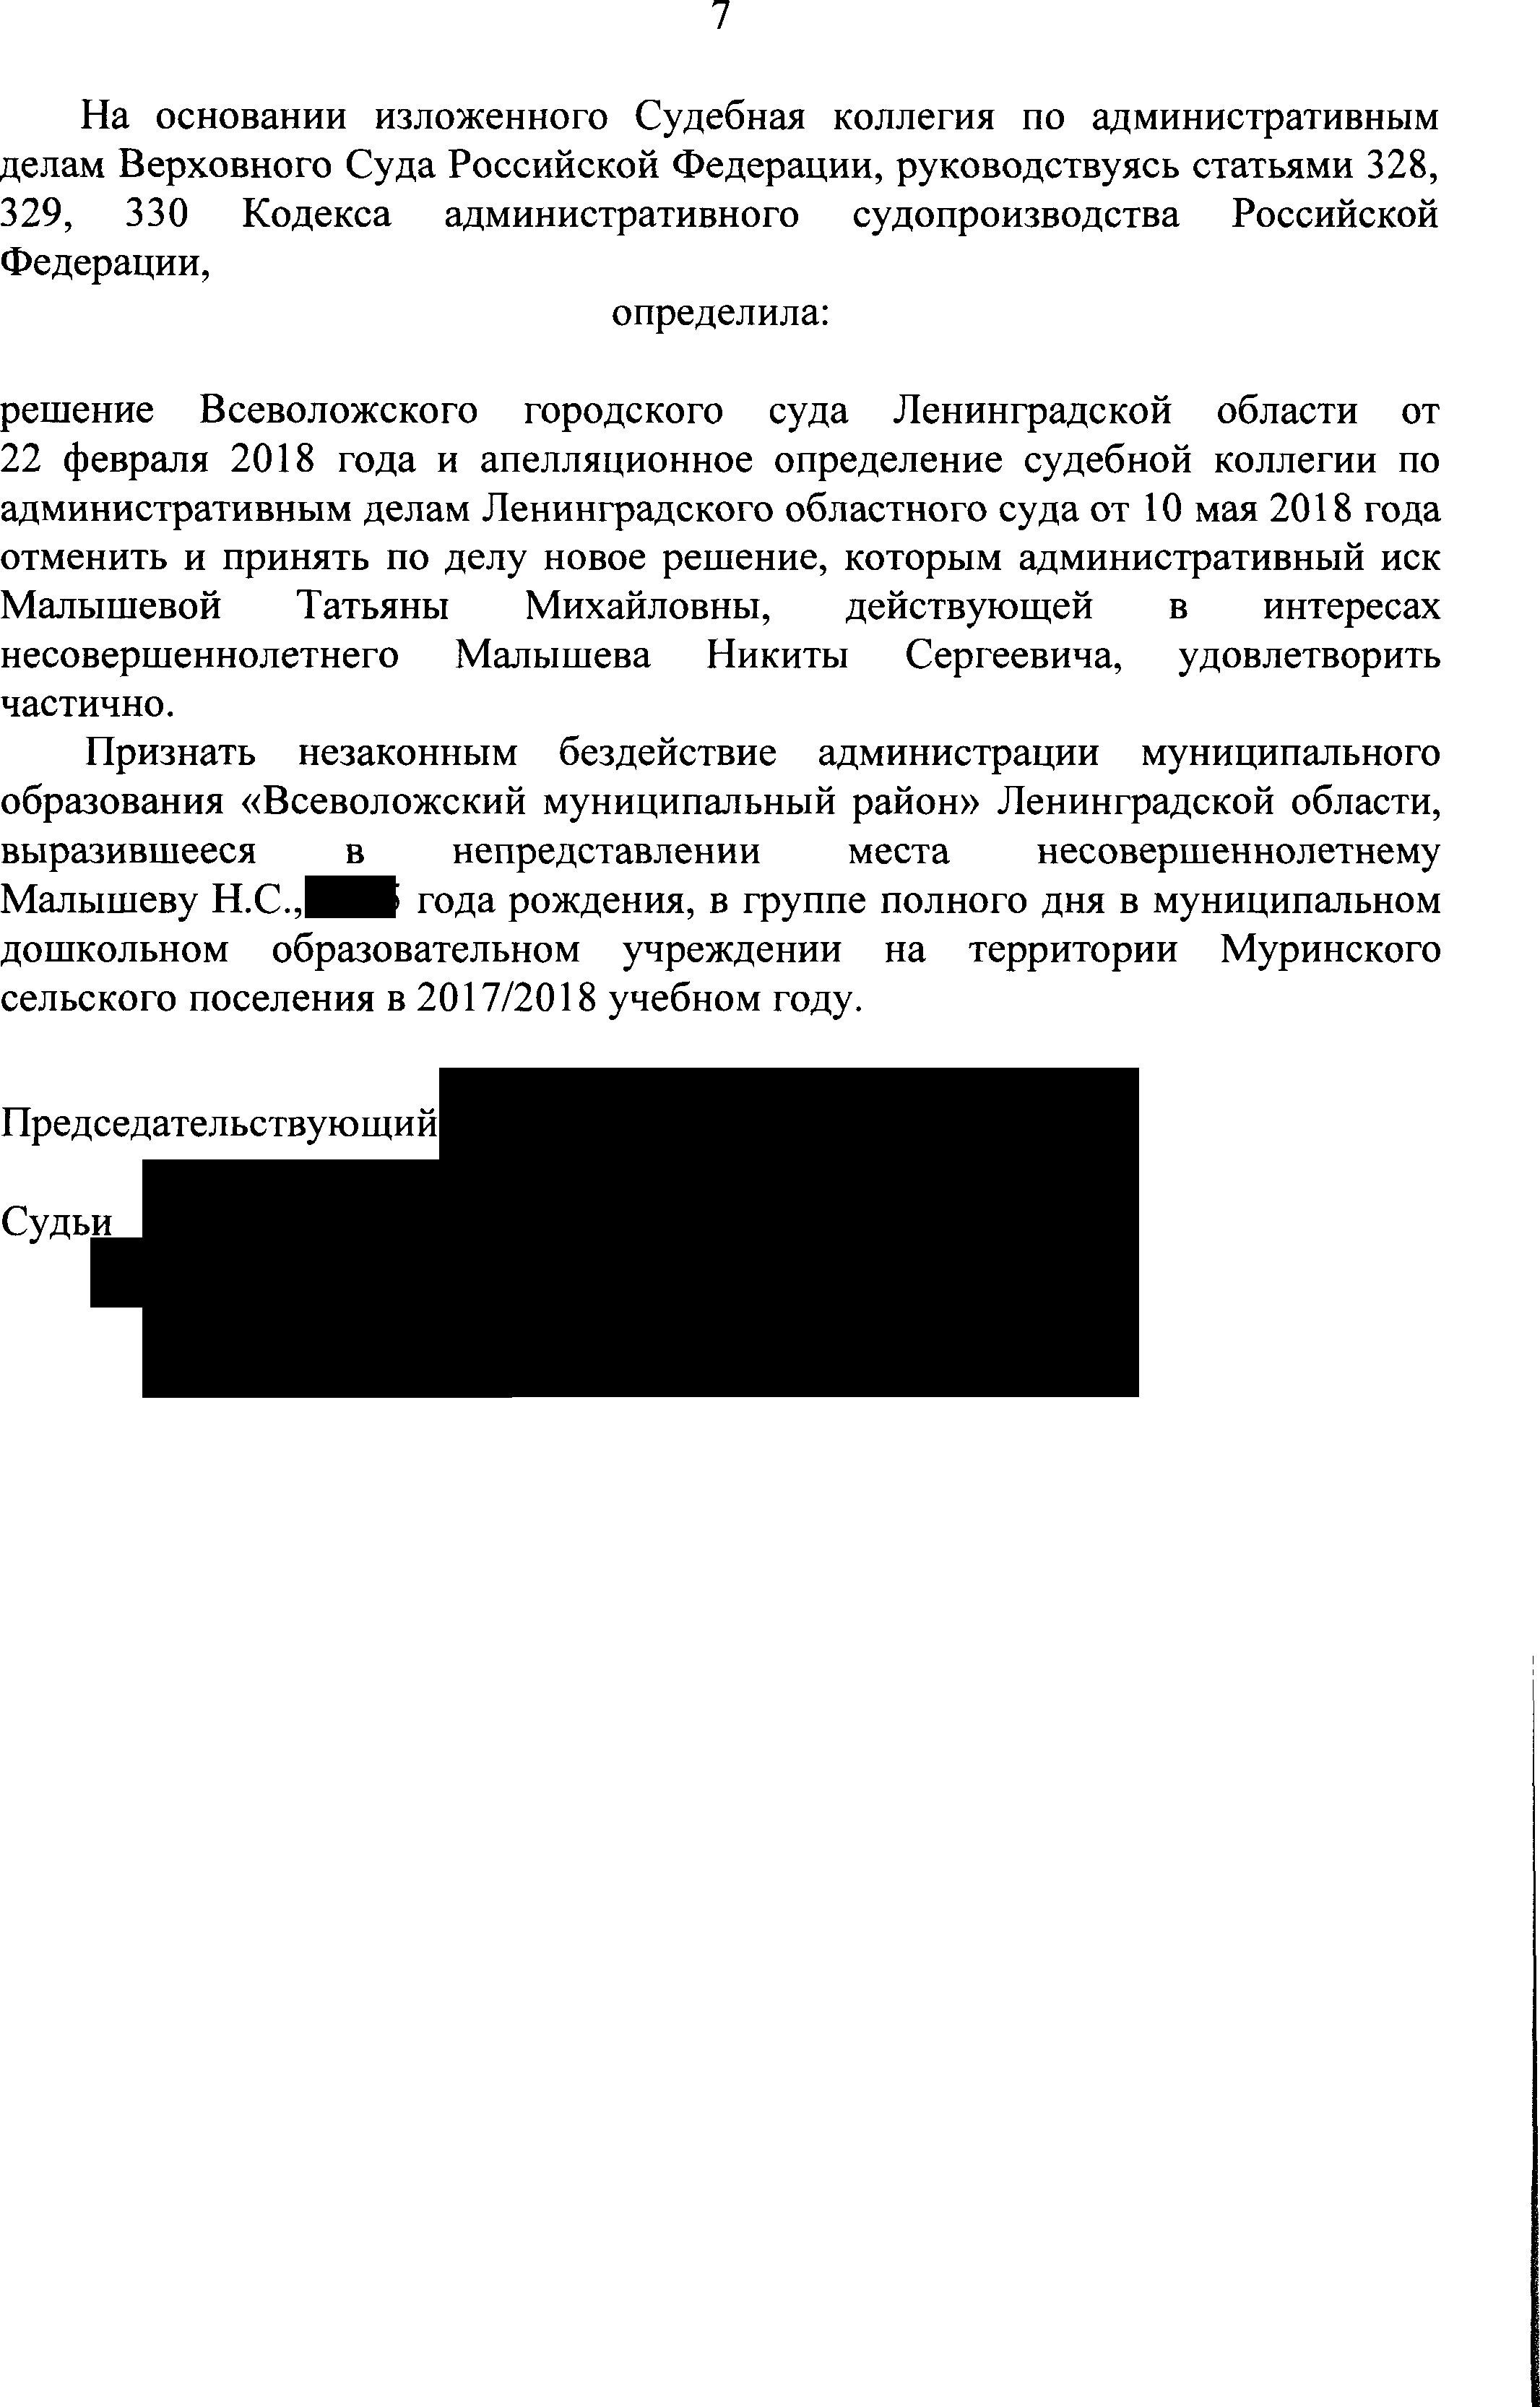 7
На основании изложенного Судебная коллегия по административным
делам Верховного Суда Российской Федерации, руководствуясь статьями 328,
329, 330 Кодекса административного судопроизводства Российской
Федерации,
определила:
решение Всеволожского городского суда Ленинградской области от
22 февраля 2018 года и апелляционное определение судебной коллегии по
административным делам Ленинградского областного суда от 10 мая 2018 года
отменить и принять по делу новое решение, которым административный иск
Малышевой Татьяны Михайловны, действующей в интересах
несовершеннолетнего Малышева Никиты Сергеевича, удовлетворить
частично.
Признать незаконным бездействие администрации муниципального
образования «Всеволожский муниципальный район» Ленинградской области,
выразившееся в непредставлении места несовершеннолетнему
Малышеву Н.С., года рождения, в группе полного дня в муниципальном
дошкольном образовательном учреждении на территории Муринского
сельского поселения в 2017/2018 учебном году.
Председательствующий
Судьи